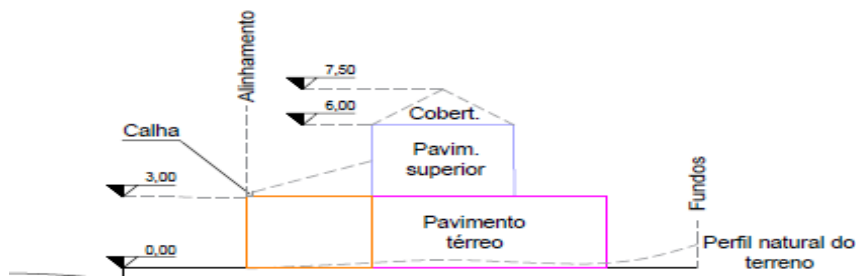 Alinhamento
7,50
6,00
Cobert.
Calha
Pavim.
superior
3,00
Pavimento
térreo
Fundos
0,00
Perfil natural do
terreno